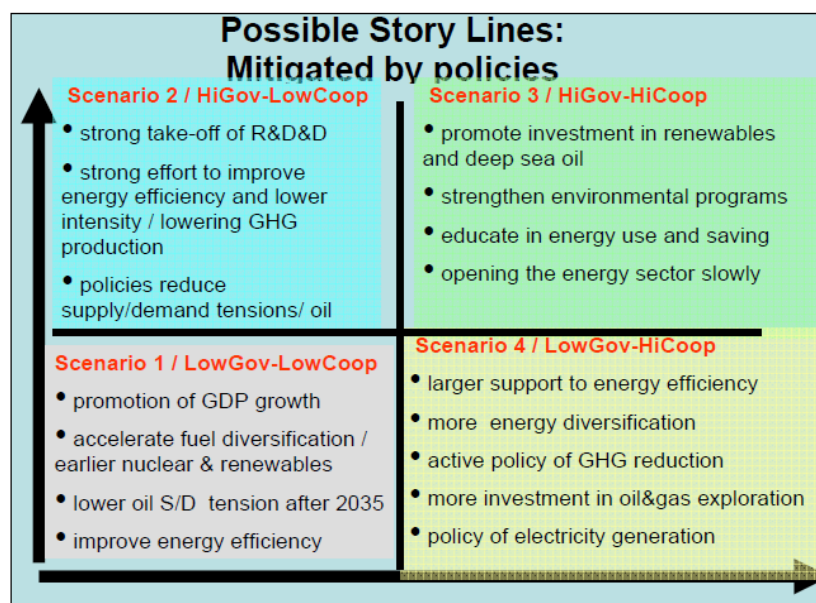 Possible Story Lines:
Mitigated by policies
Scenario 2 / HiGov-LowCoop
• strong take-off of R&D&D
• strong effort to improve
energy efficiency and lower
intensity / lowering GHG
production
• policies reduce
supply/demand tensions/ oil
Scenario 3 / HiGov-HiCoop
• promote investment in renewables
and deep sea oil
• strengthen environmental programs
• educate in energy use and saving
• opening the energy sector slowly
Scenario 1 / LowGov-LowCoop
• promotion of GDP growth
• accelerate fuel diversification /
earlier nuclear & renewables
• lower oil S/D tension after 2035
• improve energy efficiency
Scenario 4 / LowGov-HiCoop
• larger support to energy efficiency
• more energy diversification
• active policy of GHG reduction
• more investment in oil&gas exploration
• policy of electricity generation